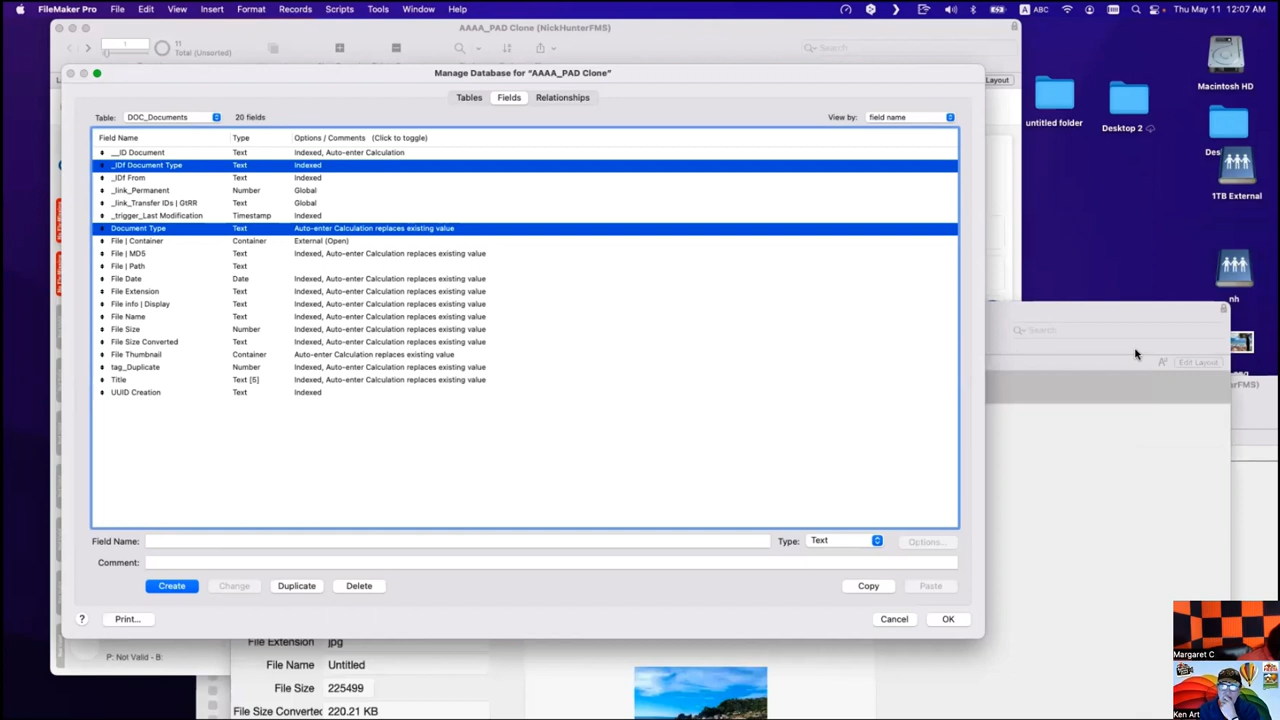 FileMaker Pro File Edit View Insert Format Records Scripts Tools Window Help ABC Thu May 11 12:07 AM
AAAA_PAD Clone (NickHunterFMS)
1 11
Total (Unsorted)
Search
Manage Database for “AAAA_PAD Clone”
Layout
Tables Fields Relationships
Table: DOC_Documents 20 fields View by: field name
Field Name Type Options / Comments (Click to toggle)
__ID Document Text Indexed, Auto-enter Calculation
_IDf Document Type Text Indexed
_IDf From Text Indexed
_link_Permanent Number Global
_link_Transfer IDs | GtRR Text Global
_trigger_Last Modification Timestamp Indexed
Document Type Text Auto-enter Calculation replaces existing value
File | Container Container External (Open)
File | MD5 Text Indexed, Auto-enter Calculation replaces existing value
File | Path Text
File Date Date Indexed, Auto-enter Calculation replaces existing value
File Extension Text Indexed, Auto-enter Calculation replaces existing value
File info | Display Text Indexed, Auto-enter Calculation replaces existing value
File Name Text Indexed, Auto-enter Calculation replaces existing value
File Size Number Indexed, Auto-enter Calculation replaces existing value
File Size Converted Text Indexed, Auto-enter Calculation replaces existing value
File Thumbnail Container Auto-enter Calculation replaces existing value
tag_Duplicate Number Indexed, Auto-enter Calculation replaces existing value
Title Text [5] Indexed, Auto-enter Calculation replaces existing value
UUID Creation Text Indexed
Field Name: Type: Text Options...
Comment:
Create Change Duplicate Delete Copy Paste
? Print... Cancel OK
Macintosh HD
untitled folder
Desktop 2
Des
1TB External
nh
Search
Edit Layout
erFMS)
P: Not Valid - B:
File Extension jpg
File Name Untitled
File Size 225499
File Size Converted 220.21 KB
Margaret C
Ken Art